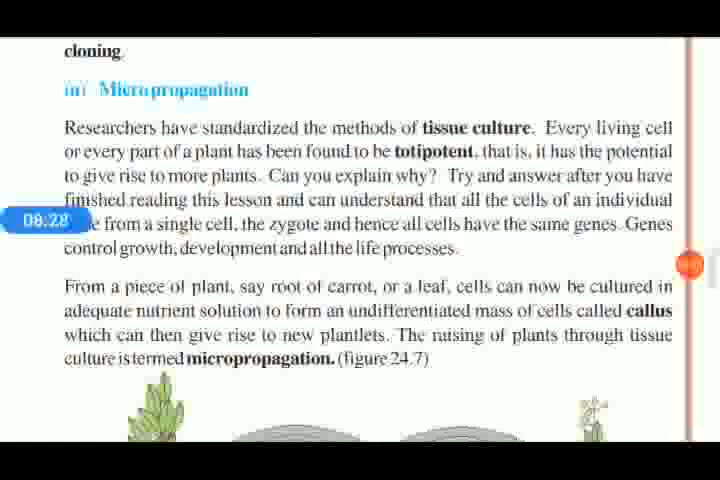 cloning.
Micropropagation
Researchers have standardized the methods of tissue culture. Every living cell
or every part of a plant has been found to be totipotent, that is, it has the potential
to give rise to more plants. Can you explain why? Try and answer after you have
finished reading this lesson and can understand that all the cells of an individual
08:28
from a single cell, the zygote and hence all cells have the same genes. Genes
control growth, development and all the life processes.
From a piece of plant, say root of carrot, or a leaf, cells can now be cultured in
adequate nutrient solution to form an undifferentiated mass of cells called callus
which can then give rise to new plantlets. The raising of plants through tissue
culture is termed micropropagation. (figure 24.7)